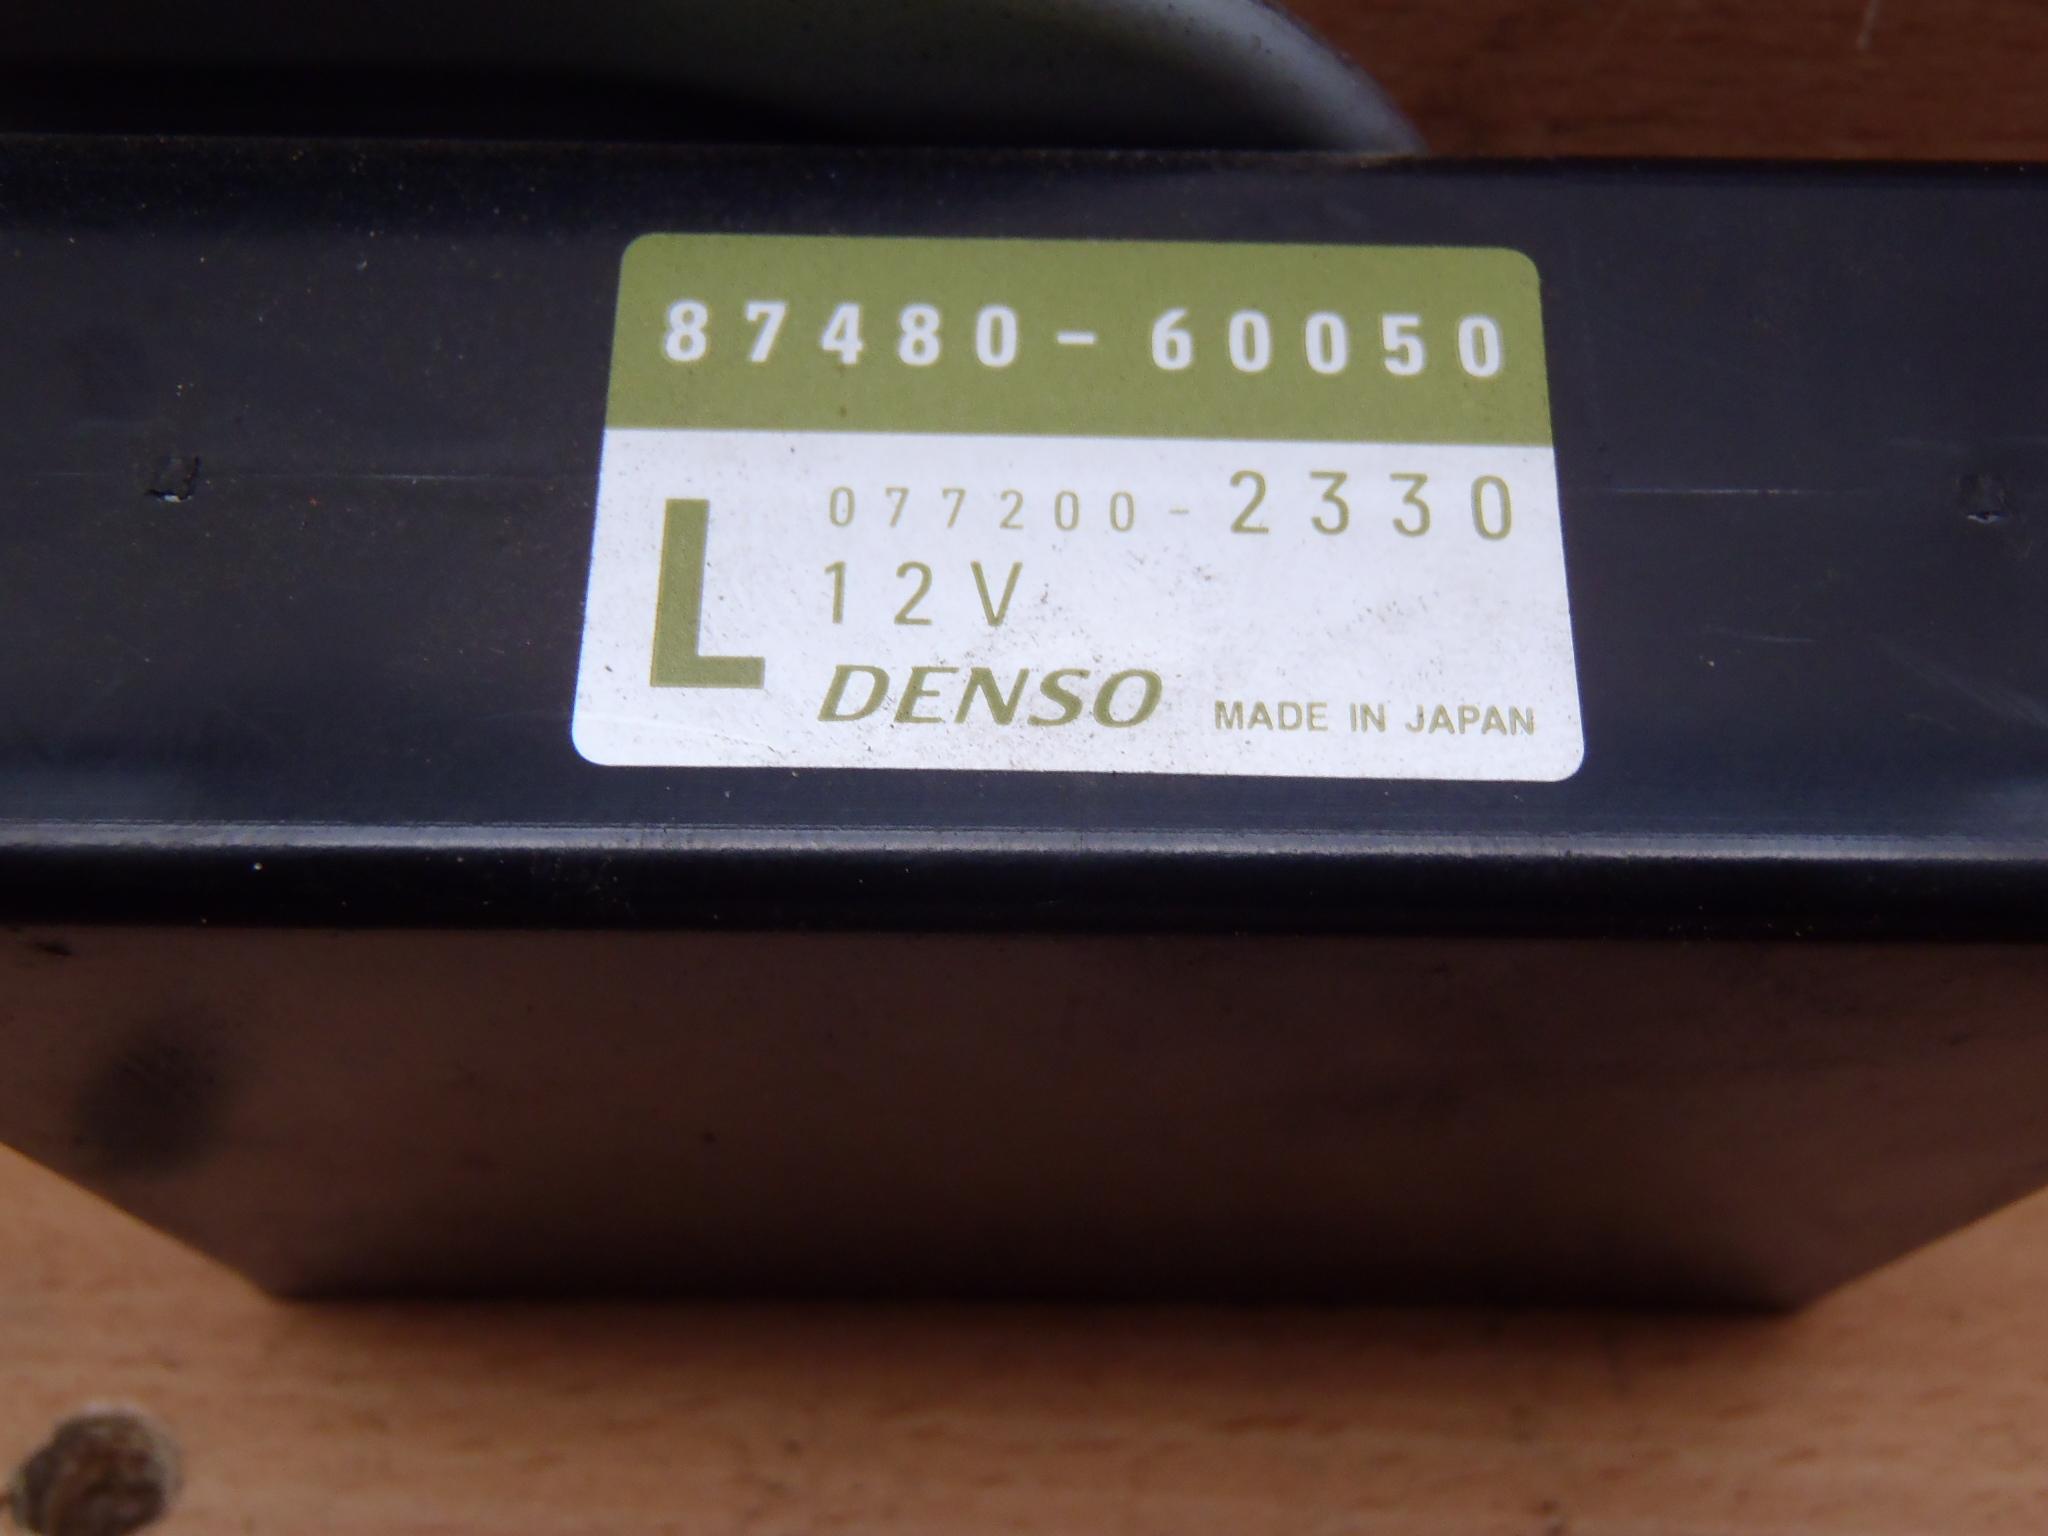 87480-60050
L
077200-2330
12V
DENSO MADE IN JAPAN